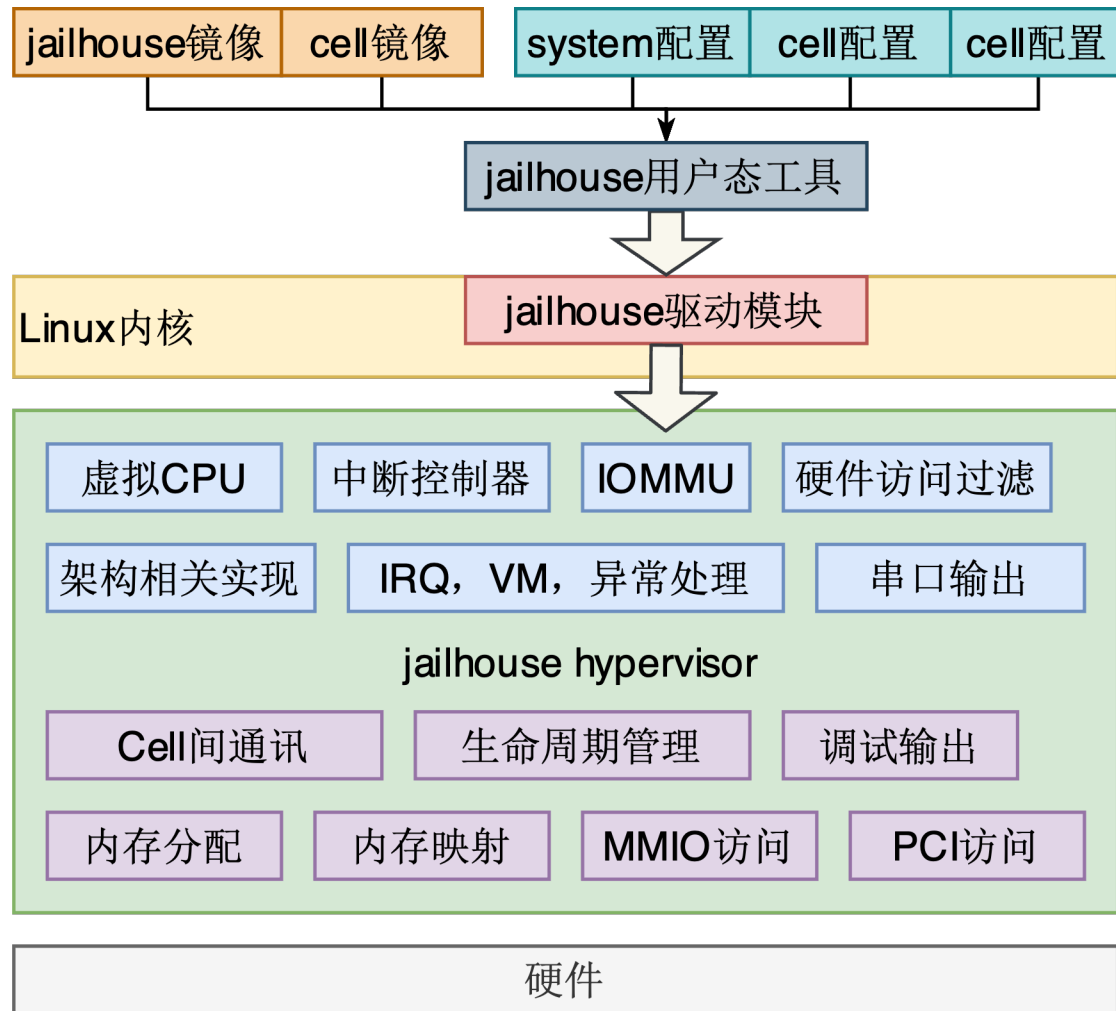 jailhouse镜像 cell镜像 system配置 cell配置 cell配置
jailhouse用户态工具
jailhouse驱动模块
Linux内核
虚拟CPU 中断控制器 IOMMU 硬件访问过滤
架构相关实现 IRQ，VM，异常处理 串口输出
jailhouse hypervisor
Cell间通讯 生命周期管理 调试输出
内存分配 内存映射 MMIO访问 PCI访问
硬件